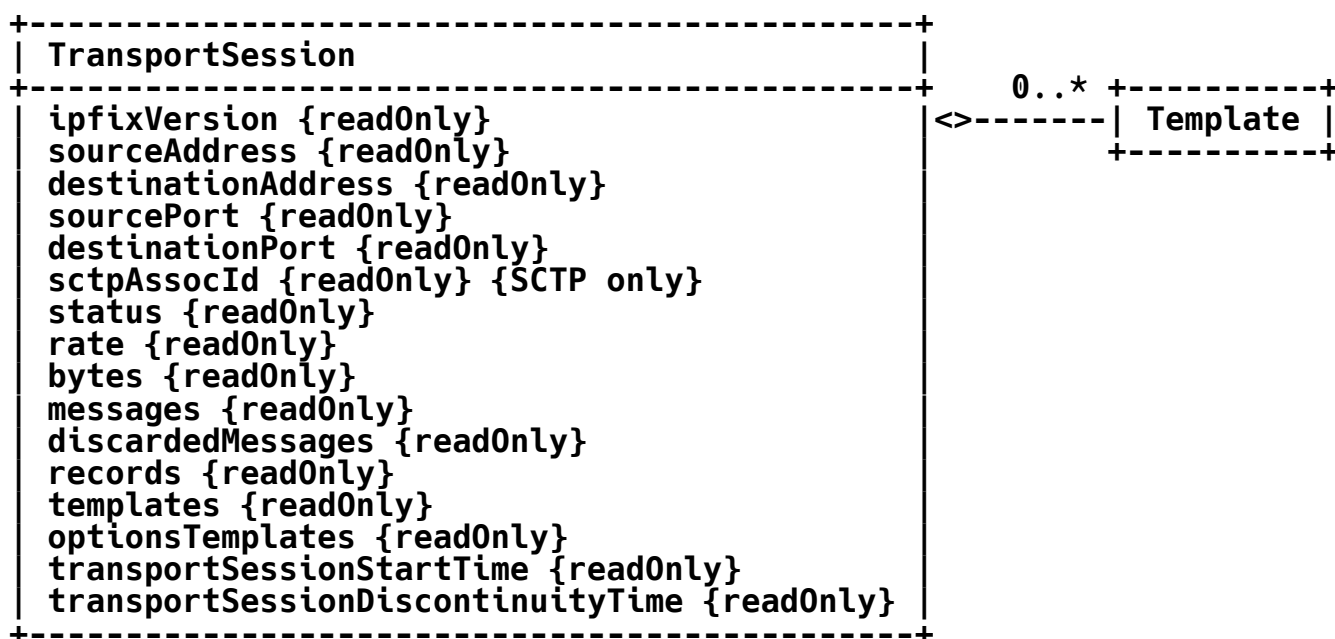 +----------------------------------------------+
| TransportSession                             |
+----------------------------------------------+    0..* +----------+
| ipfixVersion {readOnly}                      |<>-------| Template |
| sourceAddress {readOnly}                     |         +----------+
| destinationAddress {readOnly}                |
| sourcePort {readOnly}                        |
| destinationPort {readOnly}                   |
| sctpAssocId {readOnly} {SCTP only}           |
| status {readOnly}                            |
| rate {readOnly}                              |
| bytes {readOnly}                             |
| messages {readOnly}                          |
| discardedMessages {readOnly}                 |
| records {readOnly}                           |
| templates {readOnly}                         |
| optionsTemplates {readOnly}                  |
| transportSessionStartTime {readOnly}         |
| transportSessionDiscontinuityTime {readOnly} |
+----------------------------------------------+